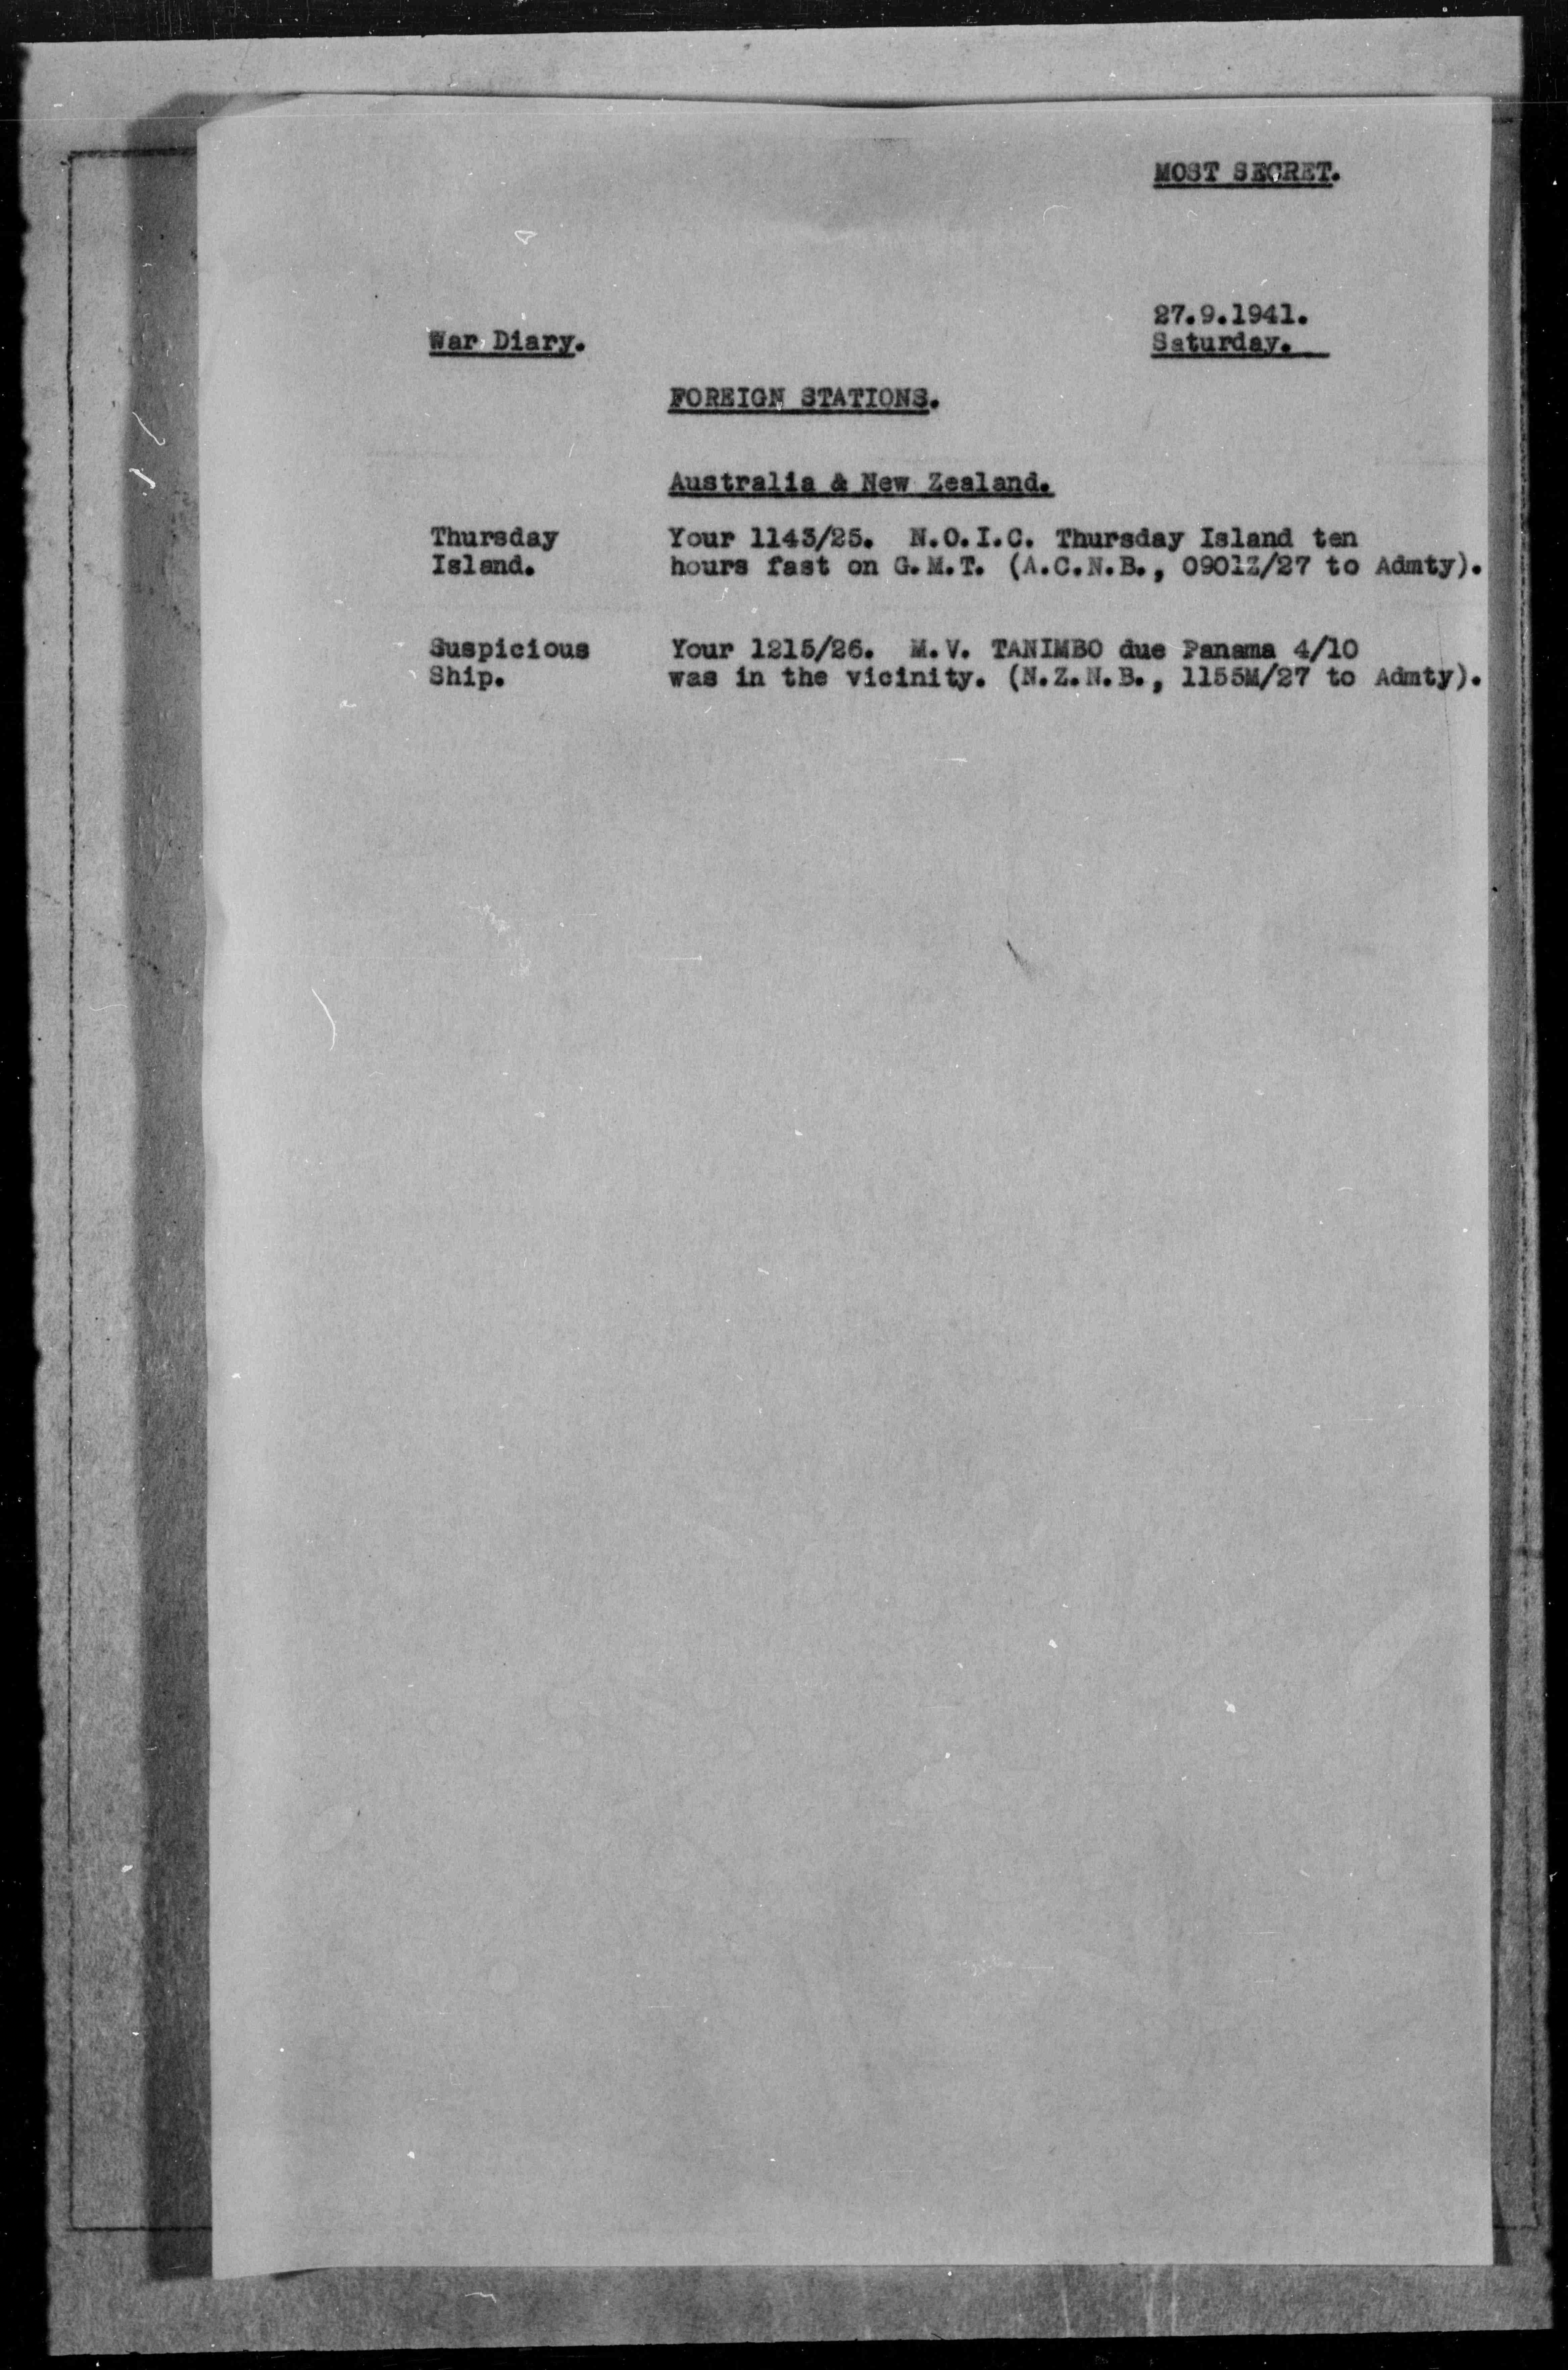 MOST SECRET.
27.9.1941.
War Diary.
Saturday.
FOREIGN STATIONS.
Australia & New Zealand.
Thursday Your 1143/25. N.O.I.C. Thursday Island ten
Island. hours fast on G.M.T. (A.C.N.B., 0901Z/27 to Admty).
Suspicious Your 1215/26. M.V. TANIMBO due Panama 4/10
Ship. was in the vicinity. (N.Z.N.B., 1155M/27 to Admty).